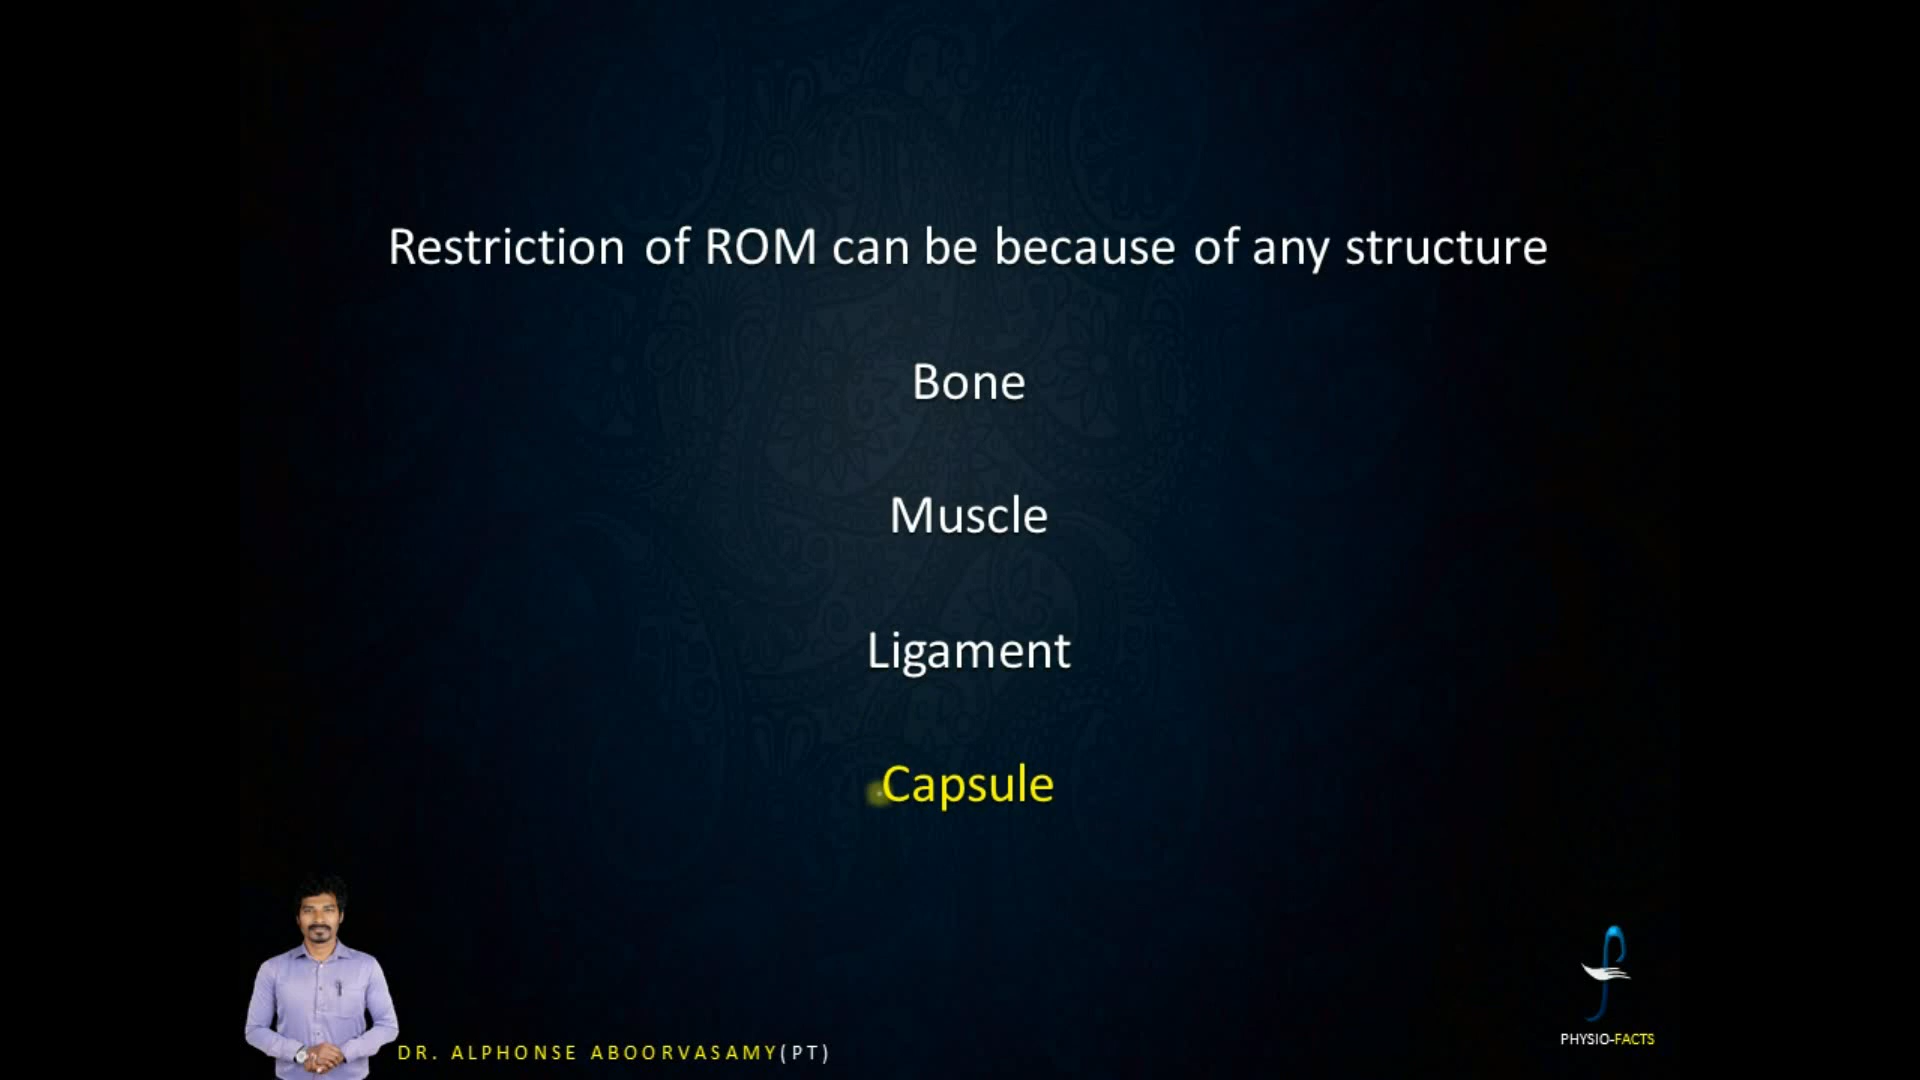 Restriction of ROM can be because of any structure
Bone
Muscle
Ligament
Capsule
DR. ALPHONSE ABOORVASAMY(PT)
PHYSIO-FACTS